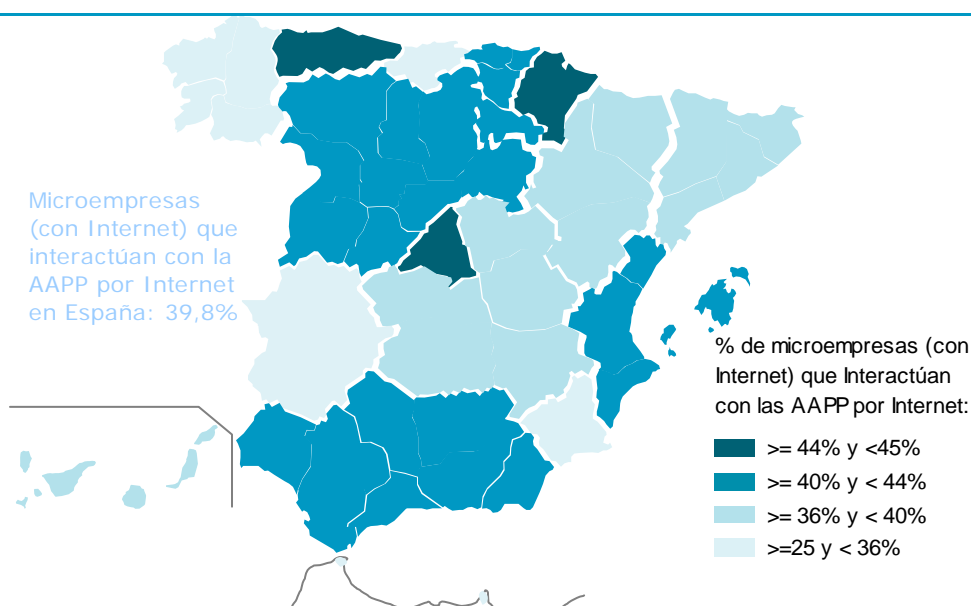 Microempresas
(con Internet) que
interactúan con la
AAPP por Internet
en España: 39,8%
% de microempresas (con
Internet) que Interactúan
con las AAPP por Internet:
>= 44% y <45%
>= 40% y < 44%
>= 36% y < 40%
>=25 y < 36%